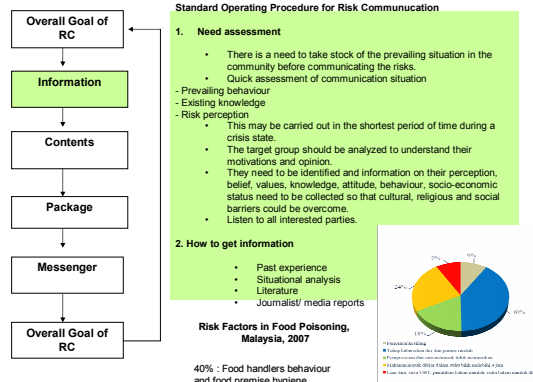 Standard Operating Procedure for Risk Communucation
Overall Goal of
RC
Information
Contents
Package
Messenger
Overall Goal of
RC
1. Need assessment
• There is a need to take stock of the prevailing situation in the
community before communicating the risks.
• Quick assessment of communication situation
- Prevailing behaviour
- Existing knowledge
- Risk perception
• This may be carried out in the shortest period of time during a
crisis state.
• The target group should be analyzed to understand their
motivations and opinion.
• They need to be identified and information on their perception,
belief, values, knowledge, attitude, behaviour, socio-economic
status need to be collected so that cultural, religious and social
barriers could be overcome.
• Listen to all interested parties.
2. How to get information
• Past experience
• Situational analysis
• Literature
• Journalist/ media reports
Risk Factors in Food Poisoning,
Malaysia, 2007
40% : Food handlers behaviour
and food premise hygiene
9%
24%